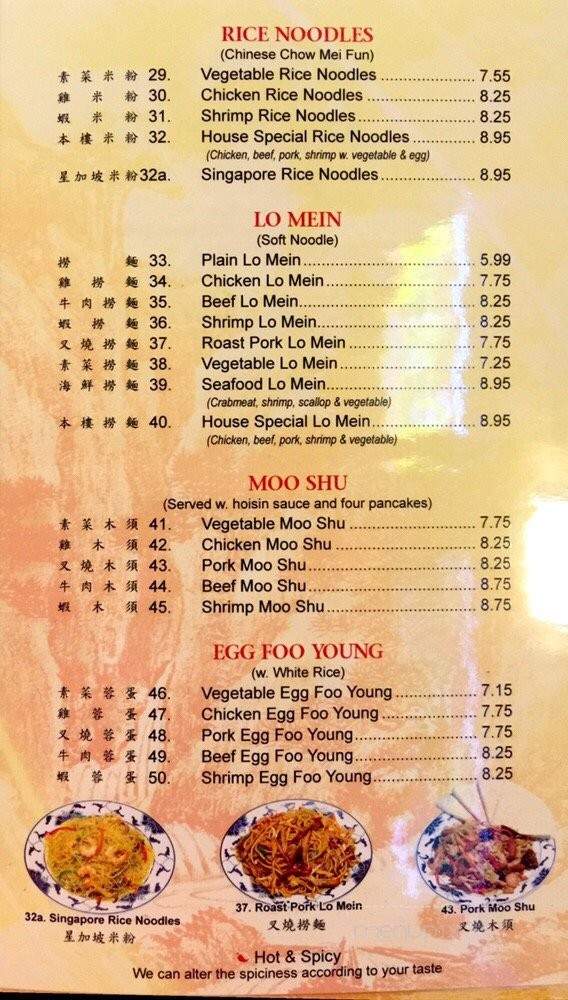 RICE NOODLES
(Chinese Chow Mei Fun)
素菜米粉 29. Vegetable Rice Noodles ..................... 7.55
雞米粉 30. Chicken Rice Noodles ........................ 8.25
蝦米粉 31. Shrimp Rice Noodles.......................... 8.25
本樓米粉 32. House Special Rice Noodles .............. 8.95
(Chicken, beef, pork, shrimp w. vegetable & egg)
星加坡米粉 32a. Singapore Rice Noodles..................... 8.95
LO MEIN
(Soft Noodle)
撈麵 33. Plain Lo Mein...................................... 5.99
雞撈麵 34. Chicken Lo Mein................................. 7.75
牛肉撈麵 35. Beef Lo Mein....................................... 8.25
蝦撈麵 36. Shrimp Lo Mein................................... 8.25
叉燒撈麵 37. Roast Pork Lo Mein ............................ 7.75
素菜撈麵 38. Vegetable Lo Mein.............................. 7.25
海鮮撈麵 39. Seafood Lo Mein................................. 8.95
(Crabmeat, shrimp, scallop & vegetable)
本樓撈麵 40. House Special Lo Mein....................... 8.95
(Chicken, beef, pork, shrimp & vegetable)
MOO SHU
(Served w. hoisin sauce and four pancakes)
素菜木須 41. Vegetable Moo Shu ............................ 7.75
雞木須 42. Chicken Moo Shu ............................... 8.25
叉燒木須 43. Pork Moo Shu..................................... 8.25
牛肉木須 44. Beef Moo Shu..................................... 8.75
蝦木須 45. Shrimp Moo Shu................................. 8.75
EGG FOO YOUNG
(w. White Rice)
素菜蓉蛋 46. Vegetable Egg Foo Young.................. 7.15
雞蓉蛋 47. Chicken Egg Foo Young..................... 7.75
叉燒蓉蛋 48. Pork Egg Foo Young........................... 7.75
牛肉蓉蛋 49. Beef Egg Foo Young........................... 8.25
蝦蓉蛋 50. Shrimp Egg Foo Young....................... 8.25
32a. Singapore Rice Noodles
星加坡米粉
37. Roast Pork Lo Mein
叉燒撈麵
43. Pork Moo Shu
叉燒木須
Hot & Spicy
We can alter the spiciness according to your taste